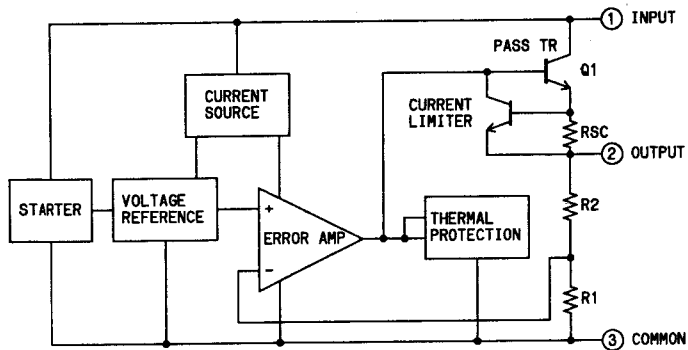 1 INPUT
PASS TR
Q1
CURRENT
SOURCE
CURRENT
LIMITER
RSC
2 OUTPUT
STARTER
VOLTAGE
REFERENCE
+
ERROR AMP
-
THERMAL
PROTECTION
R2
R1
3 COMMON